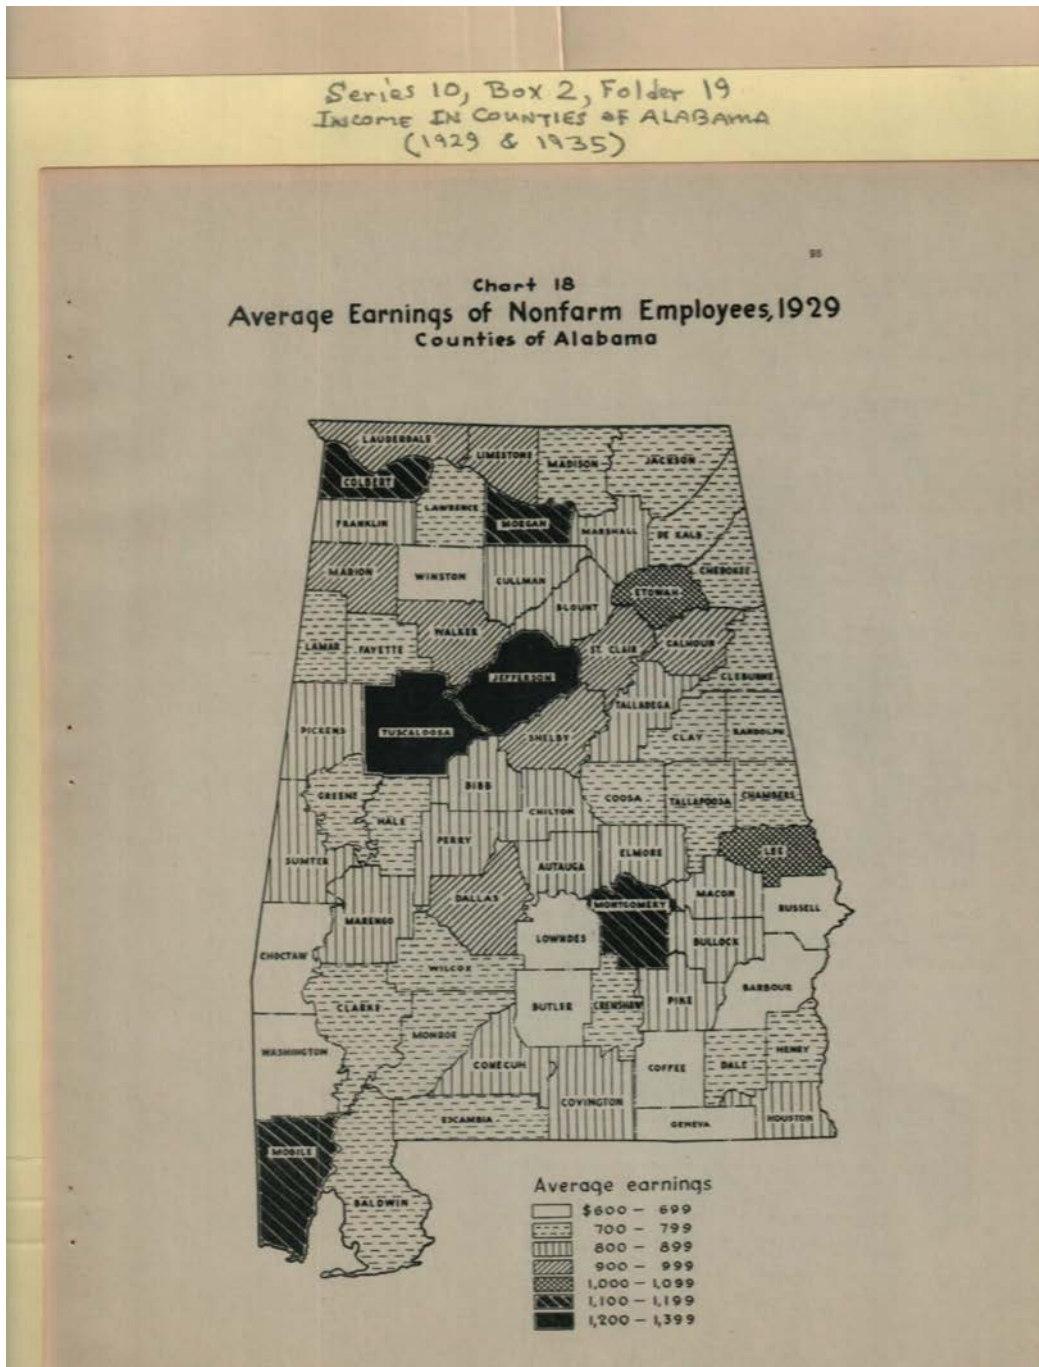 Series 10, Box 2, Folder 19
INCOME IN COUNTIES OF ALABAMA
(1929 & 1935)
95
Chart 18
Average Earnings of Nonfarm Employees, 1929
Counties of Alabama
LAUDERDALE
LIMESTONE
MADISON
JACKSON
COLBERT
LAWRENCE
MORGAN
FRANKLIN
MARSHALL
DE KALB
CHEROKEE
MARION
WINSTON
CULLMAN
ETOWAH
BLOUNT
WALKER
CALHOUN
LAMAR
FAYETTE
ST. CLAIR
JEFFERSON
CLEBURNE
TALLADEGA
PICKENS
TUSCALOOSA
SHELBY
CLAY
RANDOLPH
BIBB
GREENE
COOSA
TALLAPOOSA
CHAMBERS
HALE
CHILTON
PERRY
LEE
SUMTER
AUTAUGA
ELMORE
DALLAS
MACON
MONTGOMERY
RUSSELL
MARENGO
LOWNDES
BULLOCK
CHOCTAW
WILCOX
BARBOUR
CLARKE
BUTLER
CRENSHAW
PIKE
MONROE
WASHINGTON
CONECUH
COFFEE
DALE
HENRY
COVINGTON
ESCAMBIA
GENEVA
HOUSTON
MOBILE
BALDWIN
Average earnings
$600 – 699
700 – 799
800 – 899
900 – 999
1,000 – 1,099
1,100 – 1,199
1,200 – 1,399